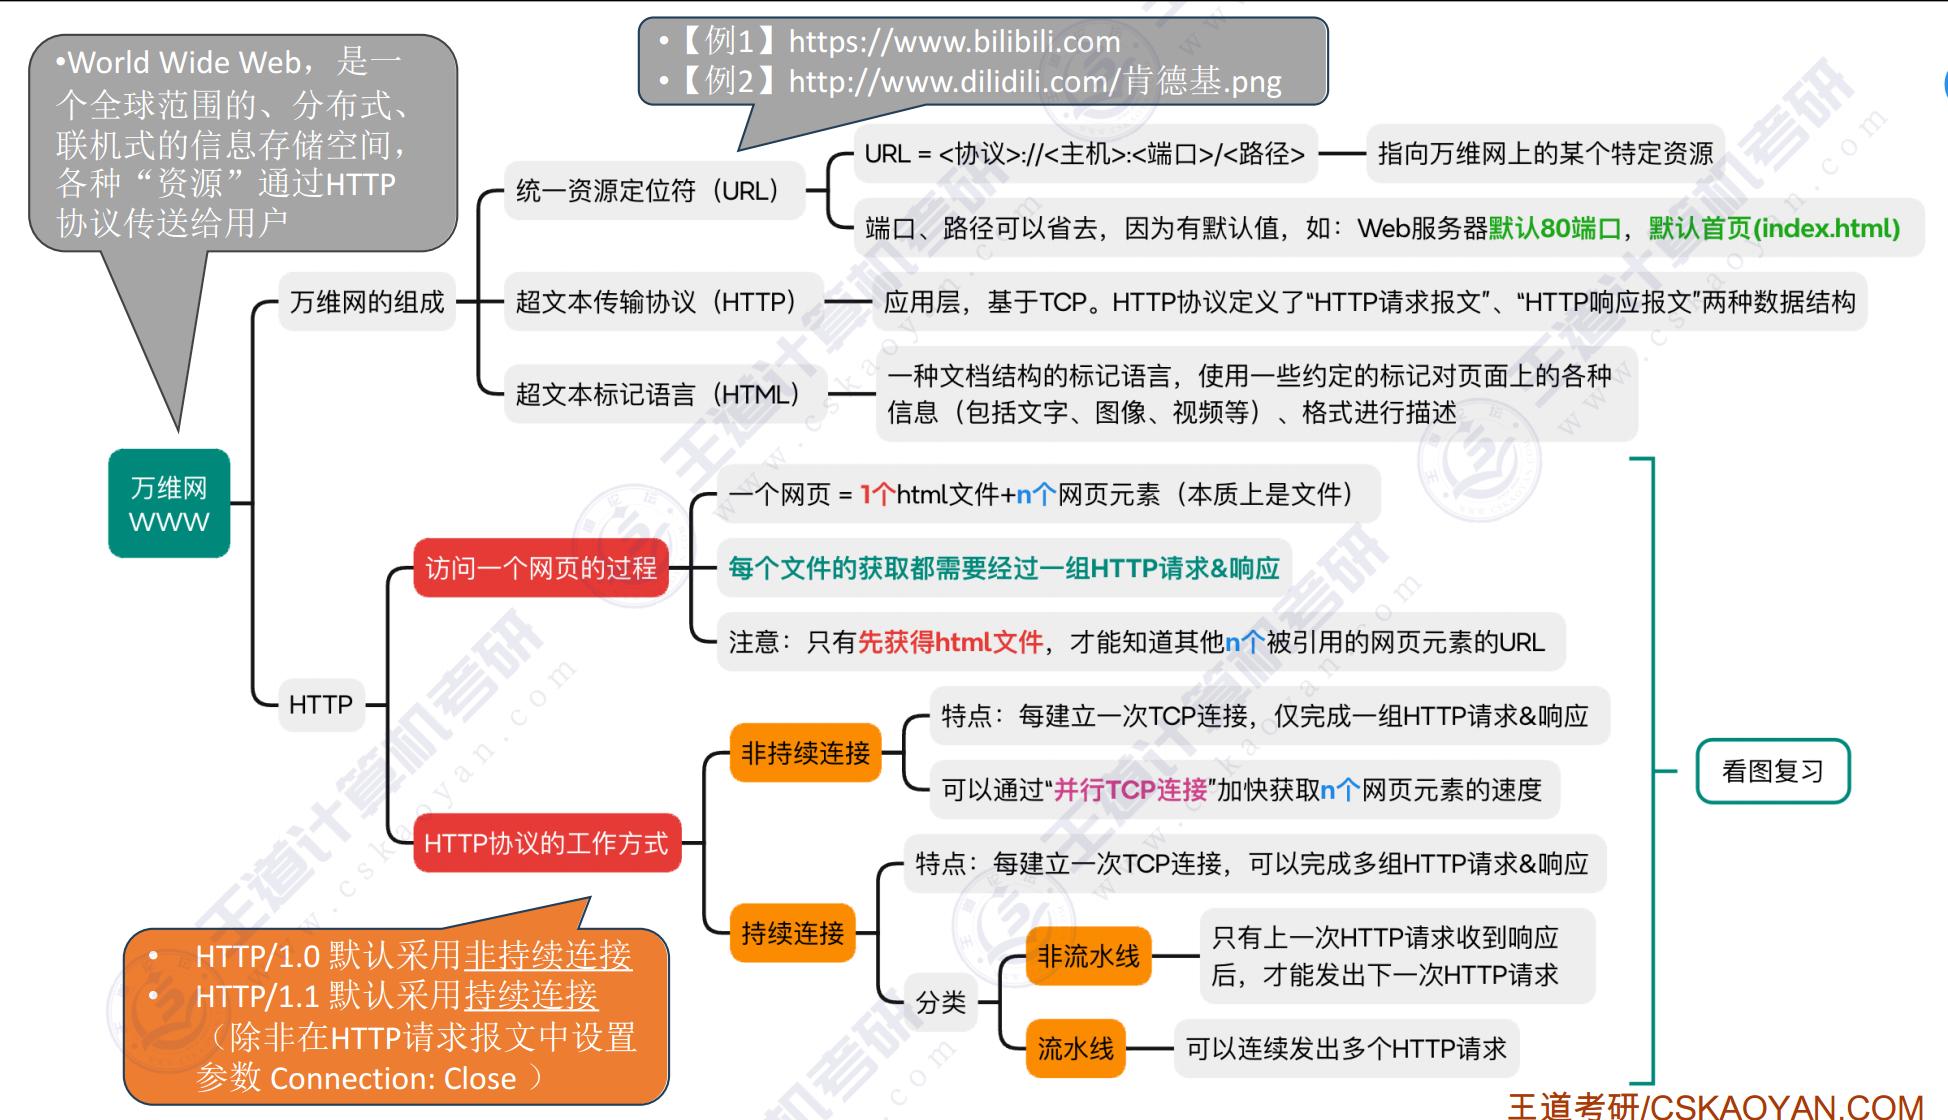 •World Wide Web，是一
个全球范围的、分布式、
联机式的信息存储空间，
各种“资源”通过HTTP
协议传送给用户
•【例1】https://www.bilibili.com
•【例2】http://www.dilidili.com/肯德基.png
万维网
WWW
万维网的组成
统一资源定位符（URL）
URL = <协议>://<主机>:<端口>/<路径>
指向万维网上的某个特定资源
端口、路径可以省去，因为有默认值，如：Web服务器默认80端口，默认首页(index.html)
超文本传输协议（HTTP）
应用层，基于TCP。HTTP协议定义了“HTTP请求报文”、“HTTP响应报文”两种数据结构
超文本标记语言（HTML）
一种文档结构的标记语言，使用一些约定的标记对页面上的各种
信息（包括文字、图像、视频等）、格式进行描述
HTTP
访问一个网页的过程
一个网页 = 1个html文件+n个网页元素（本质上是文件）
每个文件的获取都需要经过一组HTTP请求&响应
注意：只有先获得html文件，才能知道其他n个被引用的网页元素的URL
HTTP协议的工作方式
非持续连接
特点：每建立一次TCP连接，仅完成一组HTTP请求&响应
可以通过“并行TCP连接”加快获取n个网页元素的速度
持续连接
特点：每建立一次TCP连接，可以完成多组HTTP请求&响应
分类
非流水线
只有上一次HTTP请求收到响应
后，才能发出下一次HTTP请求
流水线
可以连续发出多个HTTP请求
看图复习
• HTTP/1.0 默认采用非持续连接
• HTTP/1.1 默认采用持续连接
（除非在HTTP请求报文中设置
参数 Connection: Close ）
王道计算机考研
www.cskaoyan.com
王道考研/CSKAOYAN.COM